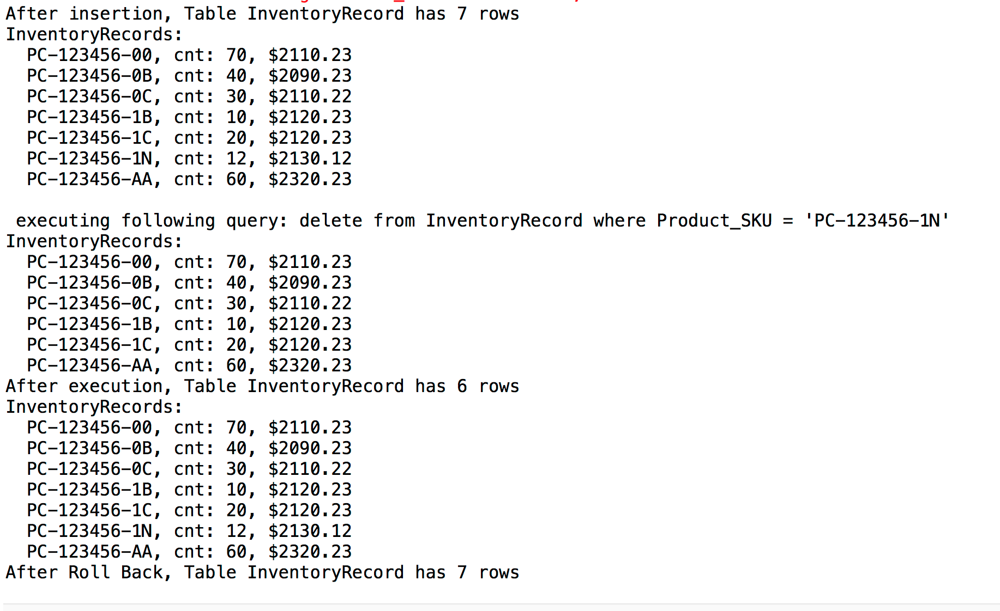 After insertion, Table InventoryRecord has 7 rows
InventoryRecords:
  PC-123456-00, cnt: 70, $2110.23
  PC-123456-0B, cnt: 40, $2090.23
  PC-123456-0C, cnt: 30, $2110.22
  PC-123456-1B, cnt: 10, $2120.23
  PC-123456-1C, cnt: 20, $2120.23
  PC-123456-1N, cnt: 12, $2130.12
  PC-123456-AA, cnt: 60, $2320.23
 executing following query: delete from InventoryRecord where Product_SKU = 'PC-123456-1N'
InventoryRecords:
  PC-123456-00, cnt: 70, $2110.23
  PC-123456-0B, cnt: 40, $2090.23
  PC-123456-0C, cnt: 30, $2110.22
  PC-123456-1B, cnt: 10, $2120.23
  PC-123456-1C, cnt: 20, $2120.23
  PC-123456-AA, cnt: 60, $2320.23
After execution, Table InventoryRecord has 6 rows
InventoryRecords:
  PC-123456-00, cnt: 70, $2110.23
  PC-123456-0B, cnt: 40, $2090.23
  PC-123456-0C, cnt: 30, $2110.22
  PC-123456-1B, cnt: 10, $2120.23
  PC-123456-1C, cnt: 20, $2120.23
  PC-123456-1N, cnt: 12, $2130.12
  PC-123456-AA, cnt: 60, $2320.23
After Roll Back, Table InventoryRecord has 7 rows